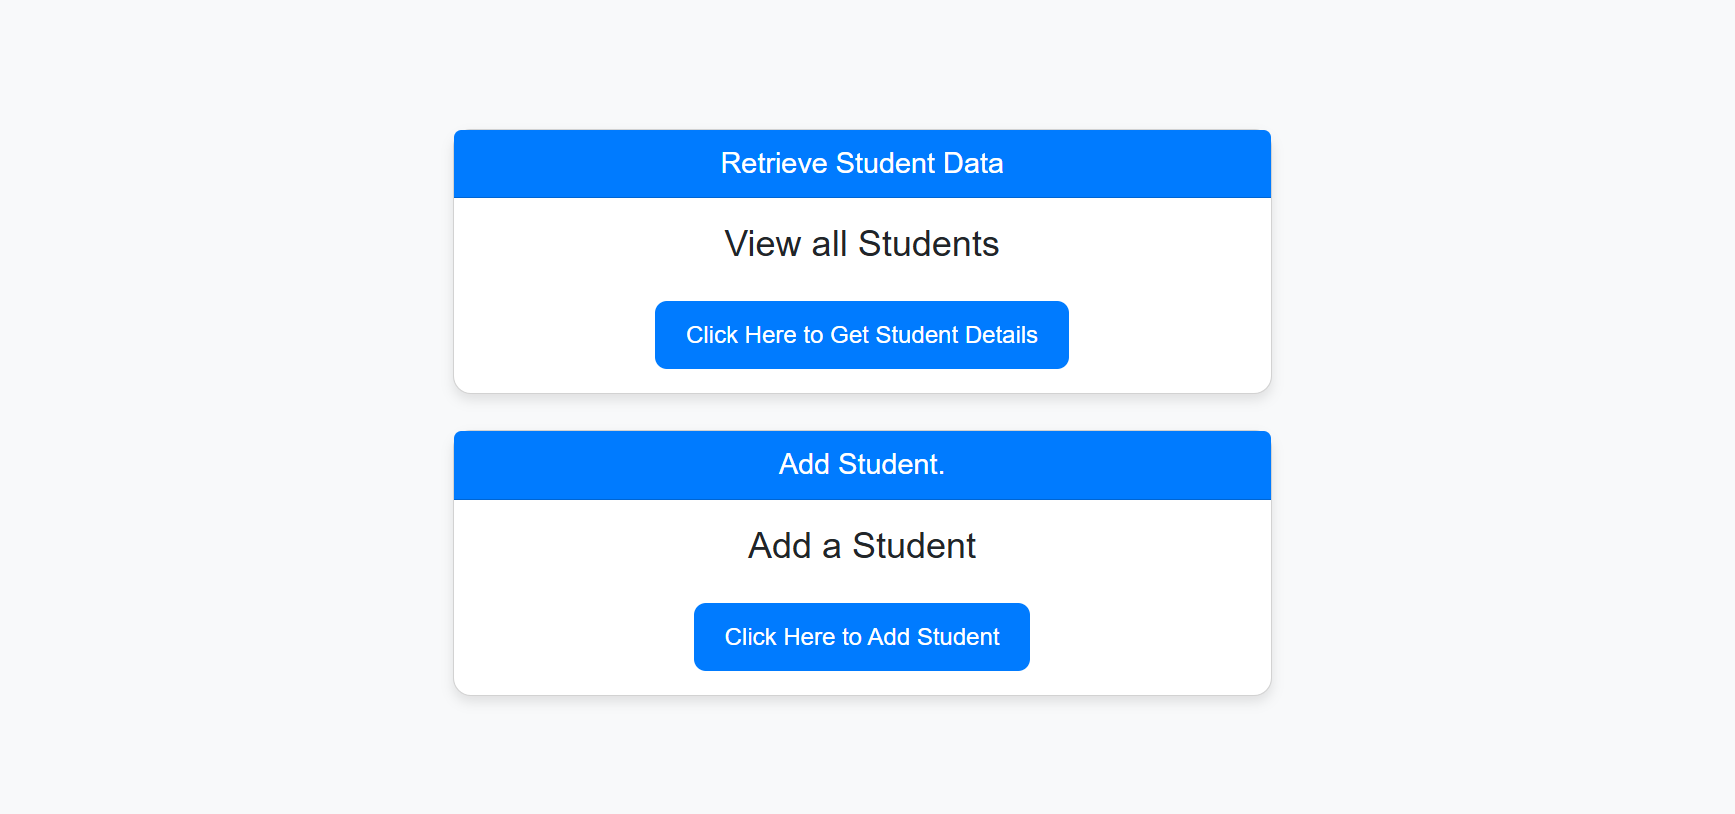 Retrieve Student Data
View all Students
Click Here to Get Student Details
Add Student.
Add a Student
Click Here to Add Student